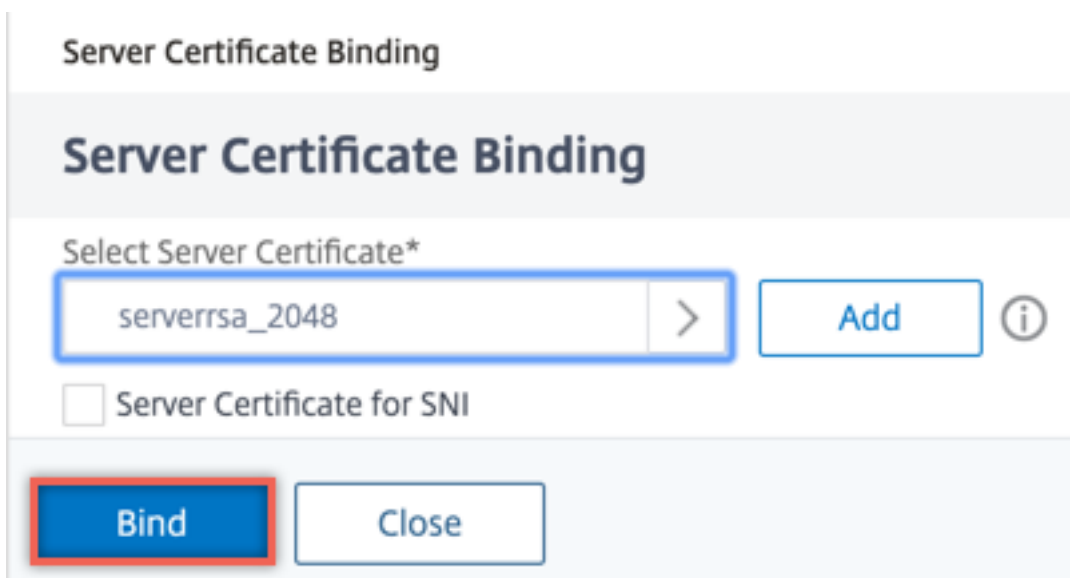 Server Certificate Binding
Server Certificate Binding
Select Server Certificate*
serverrsa_2048 > Add i
Server Certificate for SNI
Bind Close